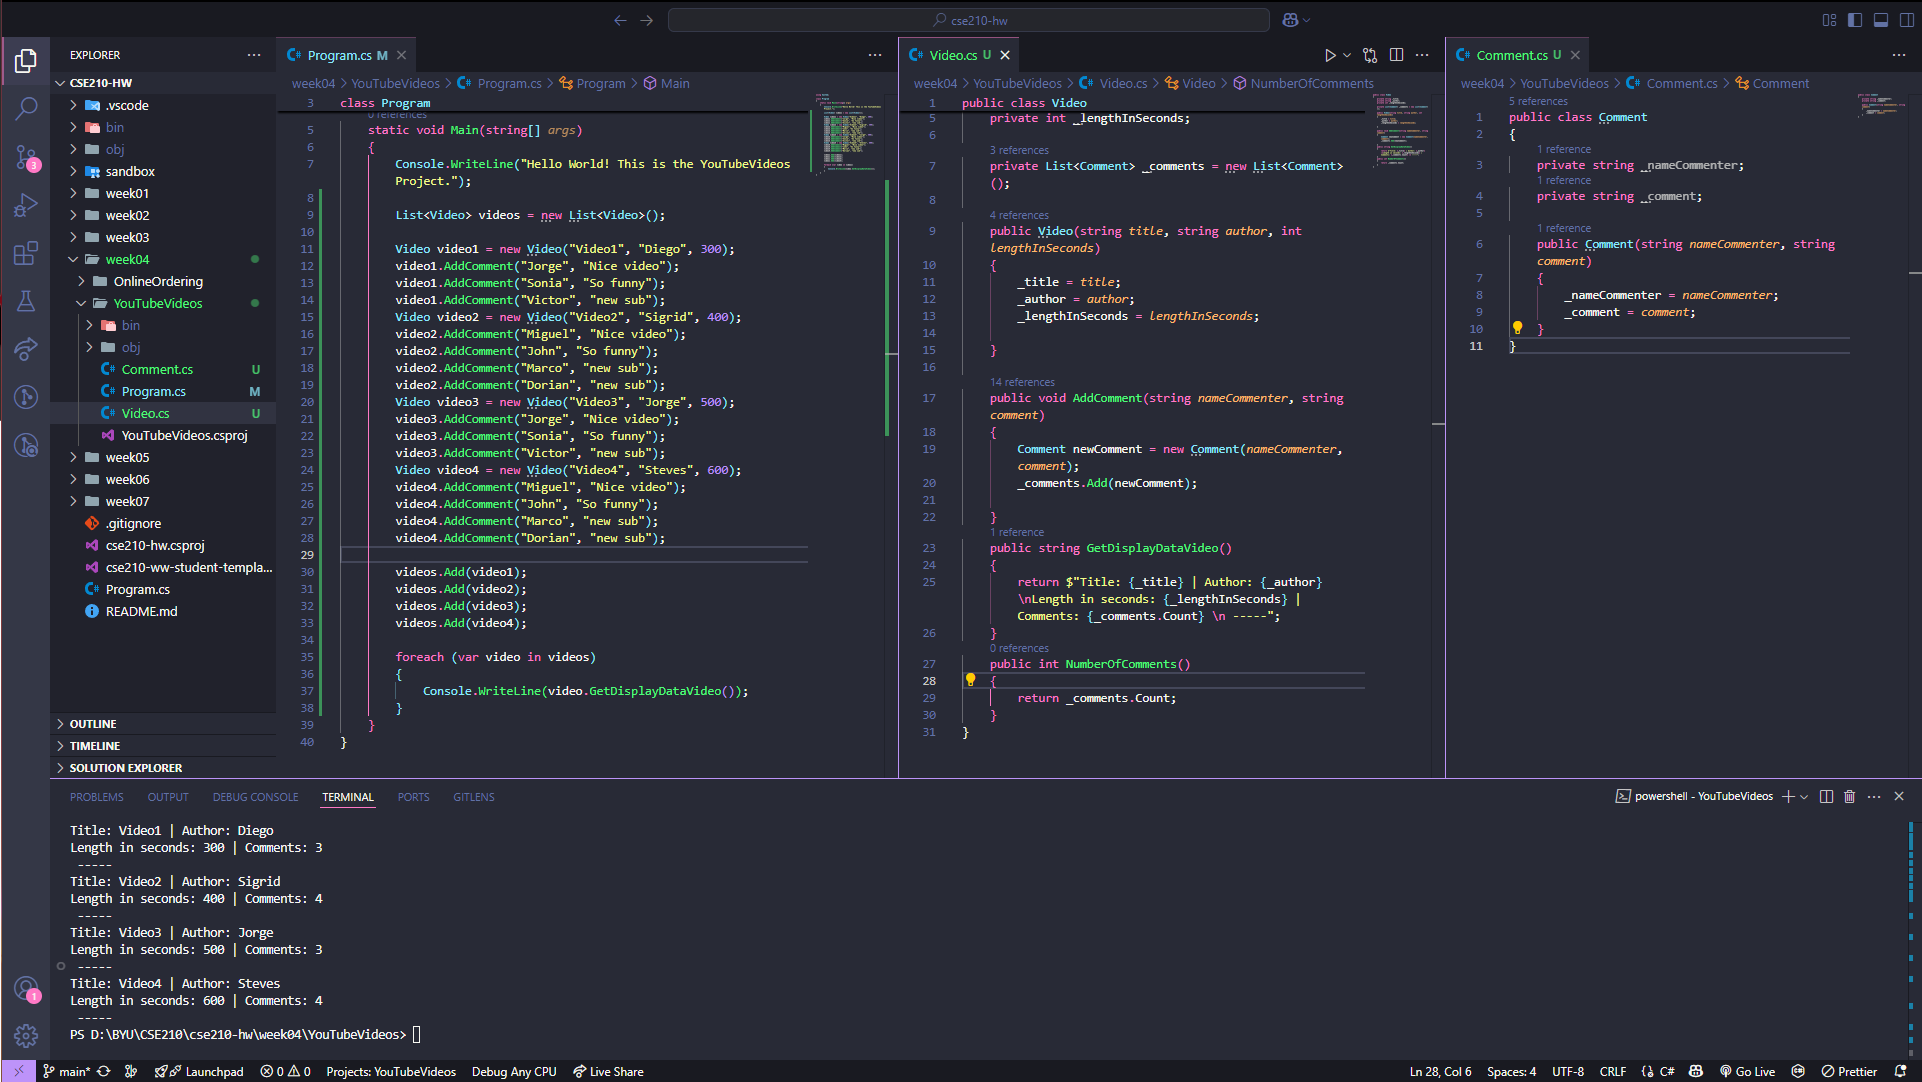 cse210-hw
EXPLORER
CSE210-HW
.vscode
bin
obj
sandbox
week01
week02
week03
week04
OnlineOrdering
YouTubeVideos
bin
obj
Comment.cs U
Program.cs M
Video.cs U
YouTubeVideos.csproj
week05
week06
week07
.gitignore
cse210-hw.csproj
cse210-ww-student-templa...
Program.cs
README.md
OUTLINE
TIMELINE
SOLUTION EXPLORER
3
1
Program.cs M
week04 > YouTubeVideos > Program.cs > Program > Main
3 class Program
0 references
5 static void Main(string[] args)
6 {
7 Console.WriteLine("Hello World! This is the YouTubeVideos
Project.");
8
9 List<Video> videos = new List<Video>();
10
11 Video video1 = new Video("Video1", "Diego", 300);
12 video1.AddComment("Jorge", "Nice video");
13 video1.AddComment("Sonia", "So funny");
14 video1.AddComment("Victor", "new sub");
15 Video video2 = new Video("Video2", "Sigrid", 400);
16 video2.AddComment("Miguel", "Nice video");
17 video2.AddComment("John", "So funny");
18 video2.AddComment("Marco", "new sub");
19 video2.AddComment("Dorian", "new sub");
20 Video video3 = new Video("Video3", "Jorge", 500);
21 video3.AddComment("Jorge", "Nice video");
22 video3.AddComment("Sonia", "So funny");
23 video3.AddComment("Victor", "new sub");
24 Video video4 = new Video("Video4", "Steves", 600);
25 video4.AddComment("Miguel", "Nice video");
26 video4.AddComment("John", "So funny");
27 video4.AddComment("Marco", "new sub");
28 video4.AddComment("Dorian", "new sub");
29
30 videos.Add(video1);
31 videos.Add(video2);
32 videos.Add(video3);
33 videos.Add(video4);
34
35 foreach (var video in videos)
36 {
37 Console.WriteLine(video.GetDisplayDataVideo());
38 }
39 }
40 }
Video.cs U
week04 > YouTubeVideos > Video.cs > Video > NumberOfComments
1 public class Video
5 private int _lengthInSeconds;
6
3 references
7 private List<Comment> _comments = new List<Comment>
();
8
4 references
9 public Video(string title, string author, int
lengthInSeconds)
10 {
11 _title = title;
12 _author = author;
13 _lengthInSeconds = lengthInSeconds;
14
15 }
16
14 references
17 public void AddComment(string nameCommenter, string
comment)
18 {
19 Comment newComment = new Comment(nameCommenter,
comment);
20 _comments.Add(newComment);
21
22 }
1 reference
23 public string GetDisplayDataVideo()
24 {
25 return $"Title: {_title} | Author: {_author}
\nLength in seconds: {_lengthInSeconds} |
Comments: {_comments.Count} \n -----";
26 }
0 references
27 public int NumberOfComments()
28 {
29 return _comments.Count;
30 }
31 }
Comment.cs U
week04 > YouTubeVideos > Comment.cs > Comment
5 references
1 public class Comment
2 {
1 reference
3 private string _nameCommenter;
1 reference
4 private string _comment;
5
1 reference
6 public Comment(string nameCommenter, string
comment)
7 {
8 _nameCommenter = nameCommenter;
9 _comment = comment;
10 }
11 }
PROBLEMS OUTPUT DEBUG CONSOLE TERMINAL PORTS GITLENS
powershell - YouTubeVideos
Title: Video1 | Author: Diego
Length in seconds: 300 | Comments: 3
-----
Title: Video2 | Author: Sigrid
Length in seconds: 400 | Comments: 4
-----
Title: Video3 | Author: Jorge
Length in seconds: 500 | Comments: 3
-----
Title: Video4 | Author: Steves
Length in seconds: 600 | Comments: 4
-----
PS D:\BYU\CSE210\cse210-hw\week04\YouTubeVideos>
main* Launchpad 0 0 Projects: YouTubeVideos Debug Any CPU Live Share
Ln 28, Col 6 Spaces: 4 UTF-8 CRLF C# Go Live Prettier